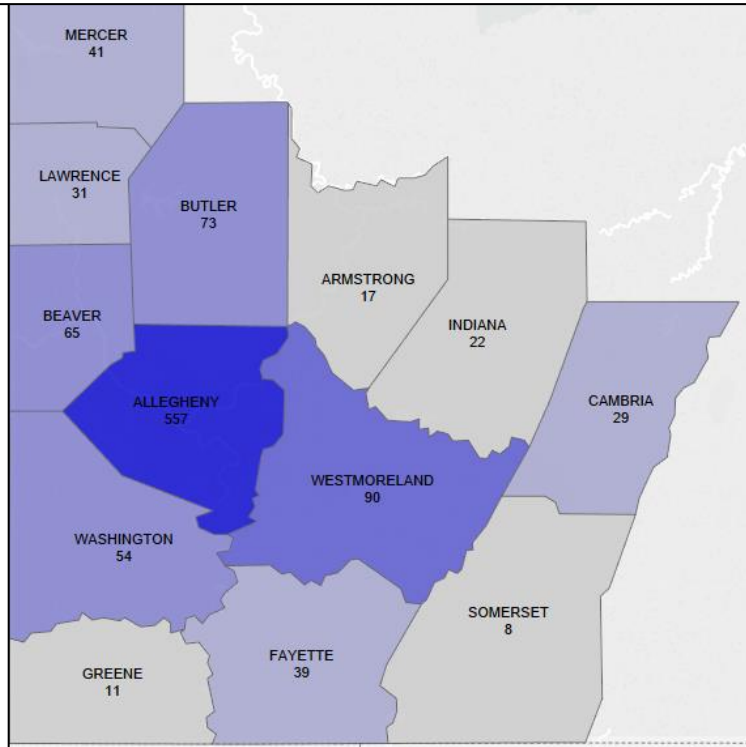 MERCER
41
LAWRENCE
31
BUTLER
73
ARMSTRONG
17
BEAVER
65
INDIANA
22
ALLEGHENY
557
CAMBRIA
29
WESTMORELAND
90
WASHINGTON
54
SOMERSET
8
FAYETTE
39
GREENE
11